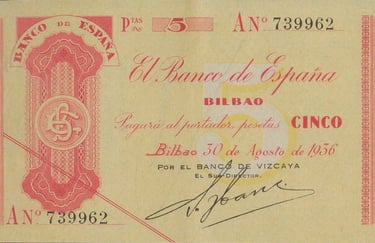 BANCO DE ESPAÑA
PTAS 5 A Nº 739962
El Banco de España
BILBAO
Pagará al portador, pesetas CINCO
Bilbao 30 de Agosto de 1936
POR EL BANCO DE VIZCAYA
EL SUB-DIRECTOR.
A Nº 739962